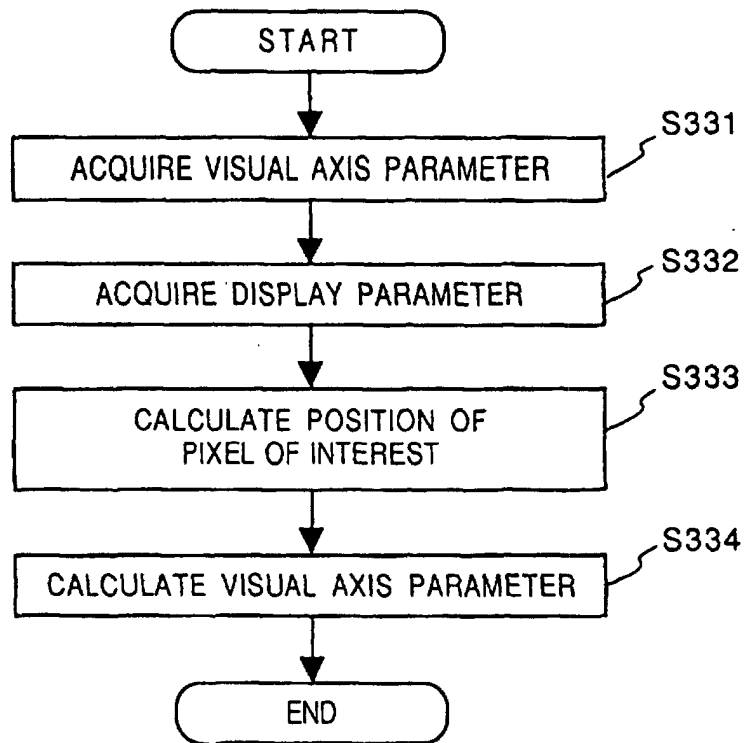 START
S331
ACQUIRE VISUAL AXIS PARAMETER
S332
ACQUIRE DISPLAY PARAMETER
S333
CALCULATE POSITION OF
PIXEL OF INTEREST
S334
CALCULATE VISUAL AXIS PARAMETER
END